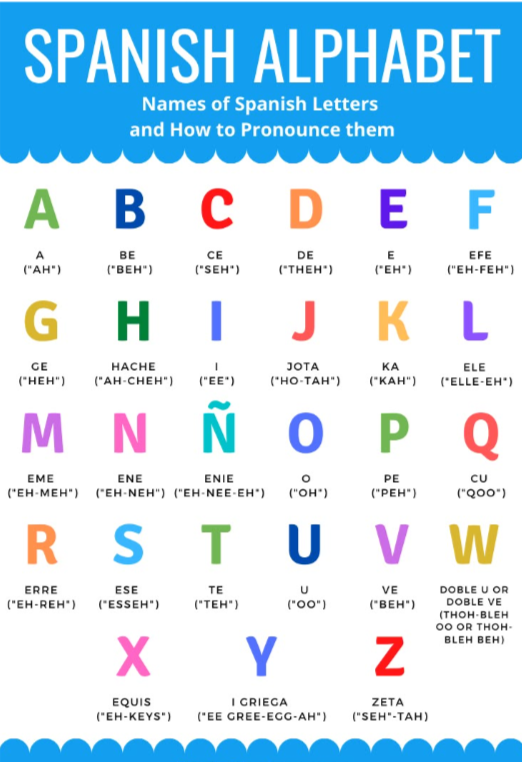 SPANISH ALPHABET
Names of Spanish Letters
and How to Pronounce them
A B C D E F
A BE CE DE E EFE
("AH") ("BEH") ("SEH") ("THEH") ("EH") ("EH-FEH")
G H I J K L
GE HACHE I JOTA KA ELE
("HEH") ("AH-CHEH") ("EE") ("HO-TAH") ("KAH") ("ELLE-EH")
M N Ñ O P Q
EME ENE ENIE O PE CU
("EH-MEH") ("EH-NEH") ("EH-NEE-EH") ("OH") ("PEH") ("QOO")
R S T U V W
ERRE ESE TE U VE DOBLE U OR
("EH-REH") ("ESSEH") ("TEH") ("OO") ("BEH") DOBLE VE
(THOH-BLEH
OO OR THOH-
BLEH BEH)
X Y Z
EQUIS I GRIEGA ZETA
("EH-KEYS") ("EE GREE-EGG-AH") ("SEH"-TAH)